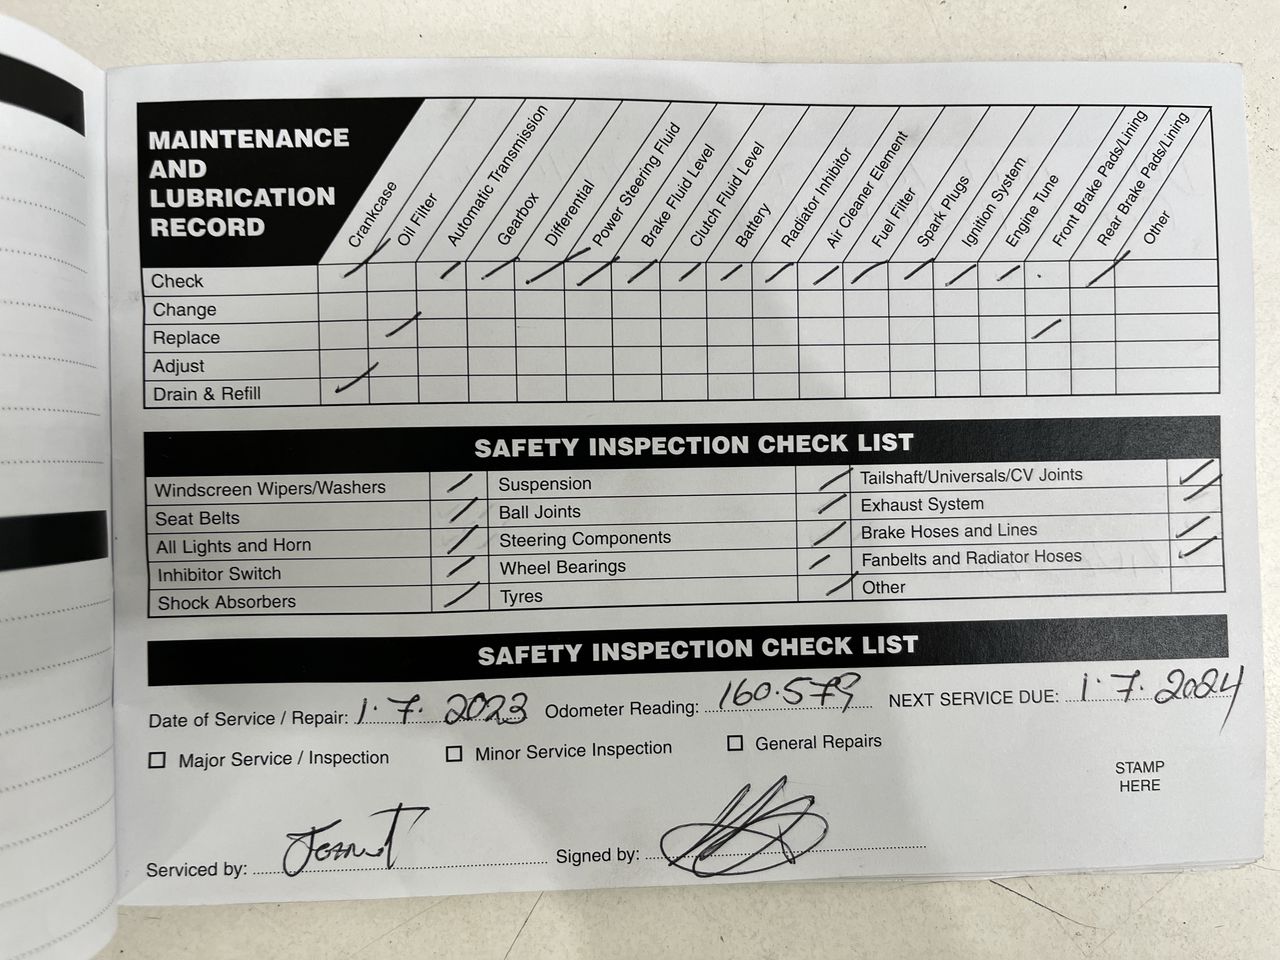 MAINTENANCE
AND
LUBRICATION
RECORD
Crankcase
Oil Filter
Automatic Transmission
Gearbox
Differential
Power Steering Fluid
Brake Fluid Level
Clutch Fluid Level
Battery
Radiator Inhibitor
Air Cleaner Element
Fuel Filter
Spark Plugs
Ignition System
Engine Tune
Front Brake Pads/Lining
Rear Brake Pads/Lining
Other
Check
Change
Replace
Adjust
Drain & Refill
SAFETY INSPECTION CHECK LIST
Windscreen Wipers/Washers Suspension Tailshaft/Universals/CV Joints
Seat Belts Ball Joints Exhaust System
All Lights and Horn Steering Components Brake Hoses and Lines
Inhibitor Switch Wheel Bearings Fanbelts and Radiator Hoses
Shock Absorbers Tyres Other
SAFETY INSPECTION CHECK LIST
Date of Service / Repair: 1.7.2023 Odometer Reading: 160.579 NEXT SERVICE DUE: 1.7.2024
Major Service / Inspection Minor Service Inspection General Repairs
STAMP
HERE
Serviced by: Signed by: